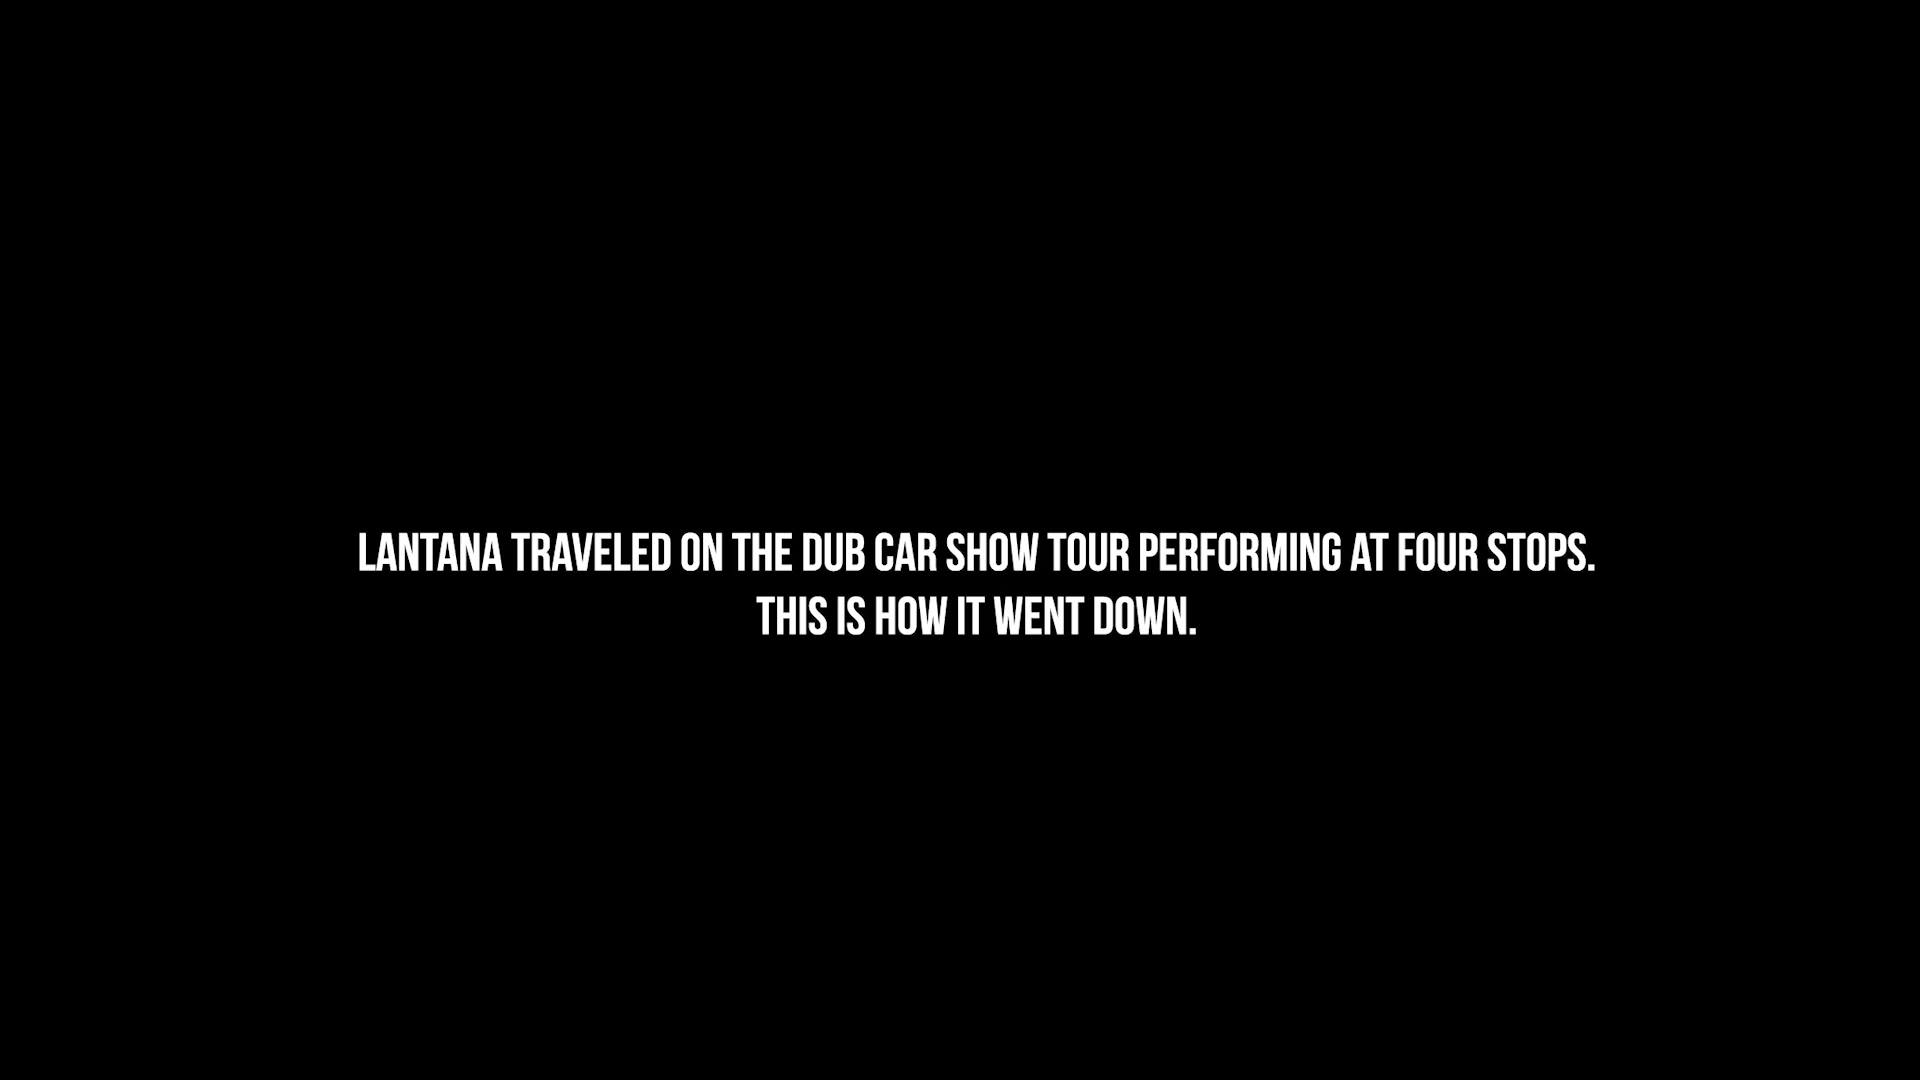 LANTANA TRAVELED ON THE DUB CAR SHOW TOUR PERFORMING AT FOUR STOPS.
THIS IS HOW IT WENT DOWN.